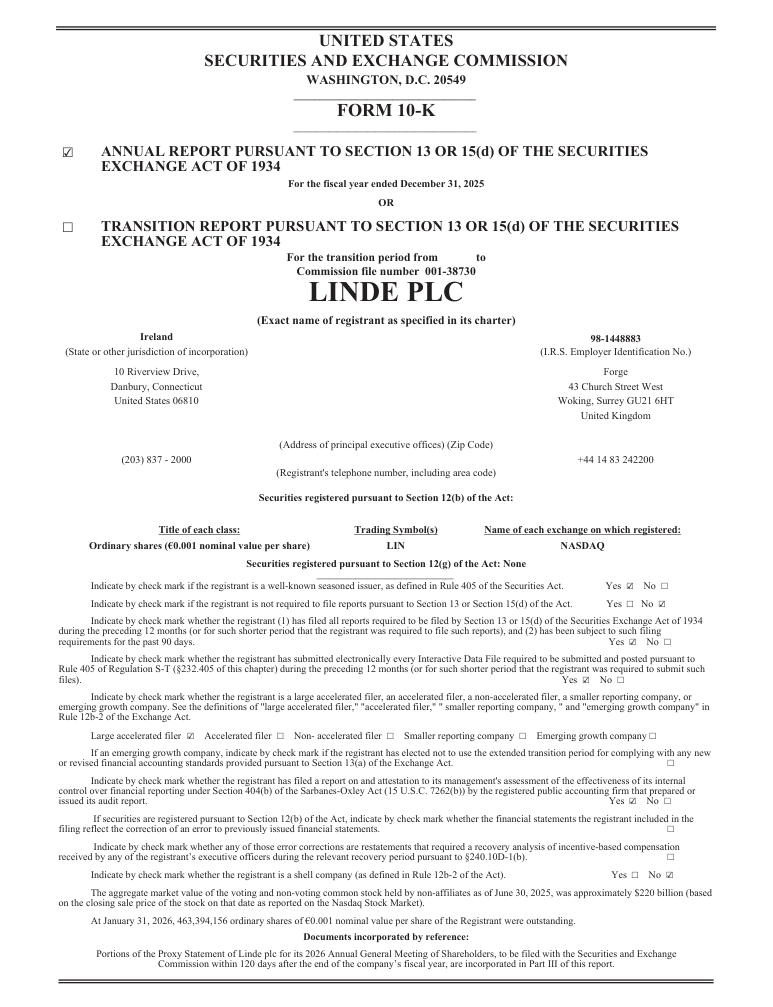 UNITED STATES
SECURITIES AND EXCHANGE COMMISSION
WASHINGTON, D.C. 20549
FORM 10-K
☑ ANNUAL REPORT PURSUANT TO SECTION 13 OR 15(d) OF THE SECURITIES
EXCHANGE ACT OF 1934
For the fiscal year ended December 31, 2025
OR
☐ TRANSITION REPORT PURSUANT TO SECTION 13 OR 15(d) OF THE SECURITIES
EXCHANGE ACT OF 1934
For the transition period from to
Commission file number 001-38730
LINDE PLC
(Exact name of registrant as specified in its charter)
Ireland 98-1448883
(State or other jurisdiction of incorporation) (I.R.S. Employer Identification No.)
10 Riverview Drive, Forge
Danbury, Connecticut 43 Church Street West
United States 06810 Woking, Surrey GU21 6HT
United Kingdom
(Address of principal executive offices) (Zip Code)
(203) 837 - 2000 +44 14 83 242200
(Registrant's telephone number, including area code)
Securities registered pursuant to Section 12(b) of the Act:
Title of each class: Trading Symbol(s) Name of each exchange on which registered:
Ordinary shares (€0.001 nominal value per share) LIN NASDAQ
Securities registered pursuant to Section 12(g) of the Act: None
Indicate by check mark if the registrant is a well-known seasoned issuer, as defined in Rule 405 of the Securities Act. Yes ☑ No ☐
Indicate by check mark if the registrant is not required to file reports pursuant to Section 13 or Section 15(d) of the Act. Yes ☐ No ☑
Indicate by check mark whether the registrant (1) has filed all reports required to be filed by Section 13 or 15(d) of the Securities Exchange Act of 1934
during the preceding 12 months (or for such shorter period that the registrant was required to file such reports), and (2) has been subject to such filing
requirements for the past 90 days. Yes ☑ No ☐
Indicate by check mark whether the registrant has submitted electronically every Interactive Data File required to be submitted and posted pursuant to
Rule 405 of Regulation S-T (§232.405 of this chapter) during the preceding 12 months (or for such shorter period that the registrant was required to submit such
files). Yes ☑ No ☐
Indicate by check mark whether the registrant is a large accelerated filer, an accelerated filer, a non-accelerated filer, a smaller reporting company, or
emerging growth company. See the definitions of "large accelerated filer," "accelerated filer," " smaller reporting company, " and "emerging growth company" in
Rule 12b-2 of the Exchange Act.
Large accelerated filer ☑ Accelerated filer ☐ Non- accelerated filer ☐ Smaller reporting company ☐ Emerging growth company ☐
If an emerging growth company, indicate by check mark if the registrant has elected not to use the extended transition period for complying with any new
or revised financial accounting standards provided pursuant to Section 13(a) of the Exchange Act. ☐
Indicate by check mark whether the registrant has filed a report on and attestation to its management's assessment of the effectiveness of its internal
control over financial reporting under Section 404(b) of the Sarbanes-Oxley Act (15 U.S.C. 7262(b)) by the registered public accounting firm that prepared or
issued its audit report. Yes ☑ No ☐
If securities are registered pursuant to Section 12(b) of the Act, indicate by check mark whether the financial statements the registrant included in the
filing reflect the correction of an error to previously issued financial statements. ☐
Indicate by check mark whether any of those error corrections are restatements that required a recovery analysis of incentive-based compensation
received by any of the registrant’s executive officers during the relevant recovery period pursuant to §240.10D-1(b). ☐
Indicate by check mark whether the registrant is a shell company (as defined in Rule 12b-2 of the Act). Yes ☐ No ☑
The aggregate market value of the voting and non-voting common stock held by non-affiliates as of June 30, 2025, was approximately $220 billion (based
on the closing sale price of the stock on that date as reported on the Nasdaq Stock Market).
At January 31, 2026, 463,394,156 ordinary shares of €0.001 nominal value per share of the Registrant were outstanding.
Documents incorporated by reference:
Portions of the Proxy Statement of Linde plc for its 2026 Annual General Meeting of Shareholders, to be filed with the Securities and Exchange
Commission within 120 days after the end of the company’s fiscal year, are incorporated in Part III of this report.